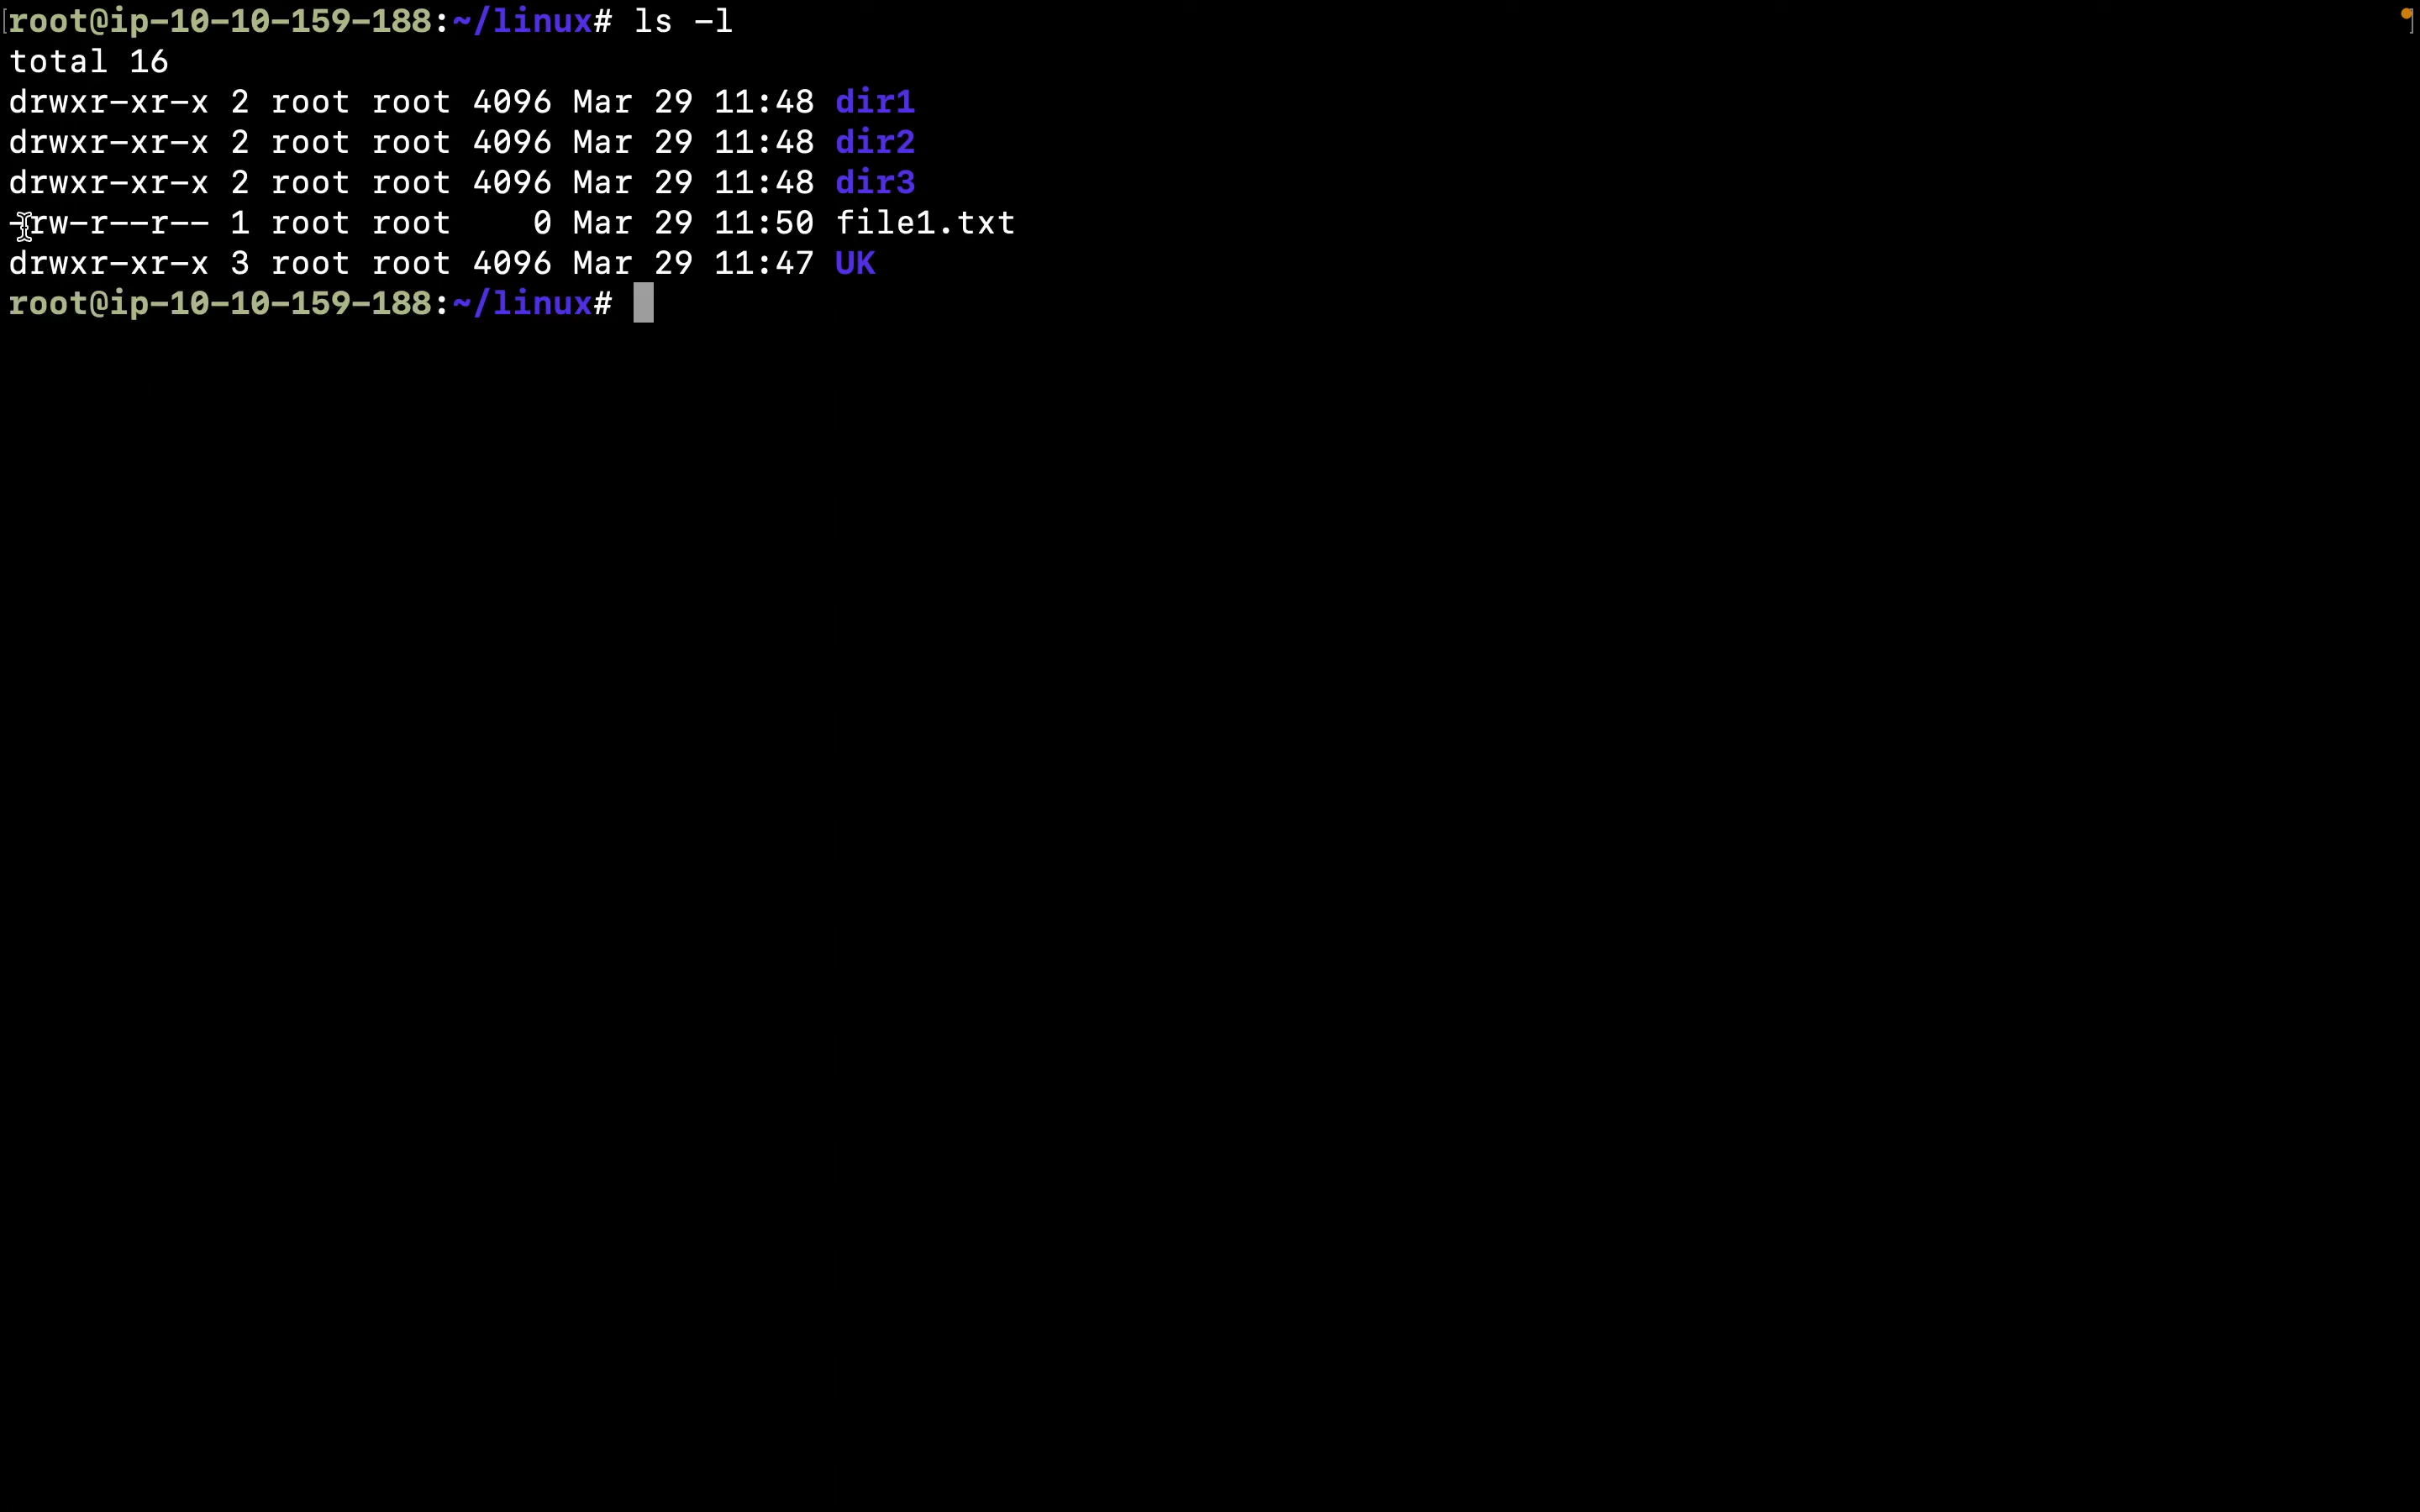 root@ip-10-10-159-188:~/linux# ls -l
total 16
drwxr-xr-x 2 root root 4096 Mar 29 11:48 dir1
drwxr-xr-x 2 root root 4096 Mar 29 11:48 dir2
drwxr-xr-x 2 root root 4096 Mar 29 11:48 dir3
-rw-r--r-- 1 root root    0 Mar 29 11:50 file1.txt
drwxr-xr-x 3 root root 4096 Mar 29 11:47 UK
root@ip-10-10-159-188:~/linux#